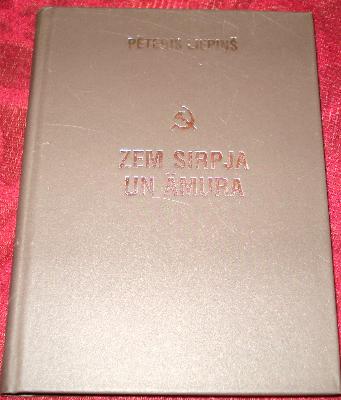 PĒTERIS LIEPIŅŠ
ZEM SIRPJA
UN ĀMURA